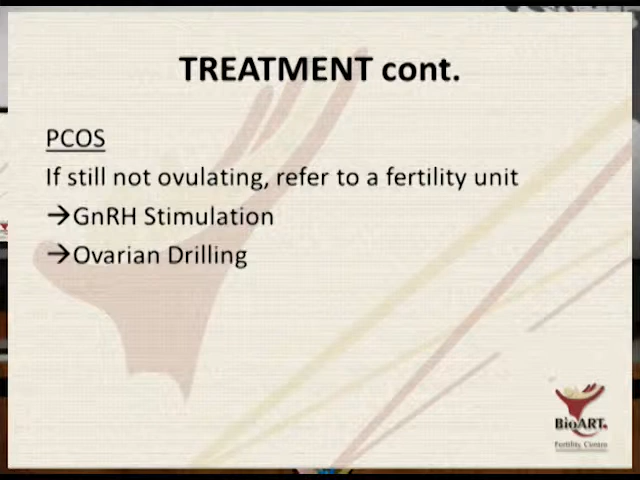 TREATMENT cont.
PCOS
If still not ovulating, refer to a fertility unit
→GnRH Stimulation
→Ovarian Drilling
BioART
Fertility Centre